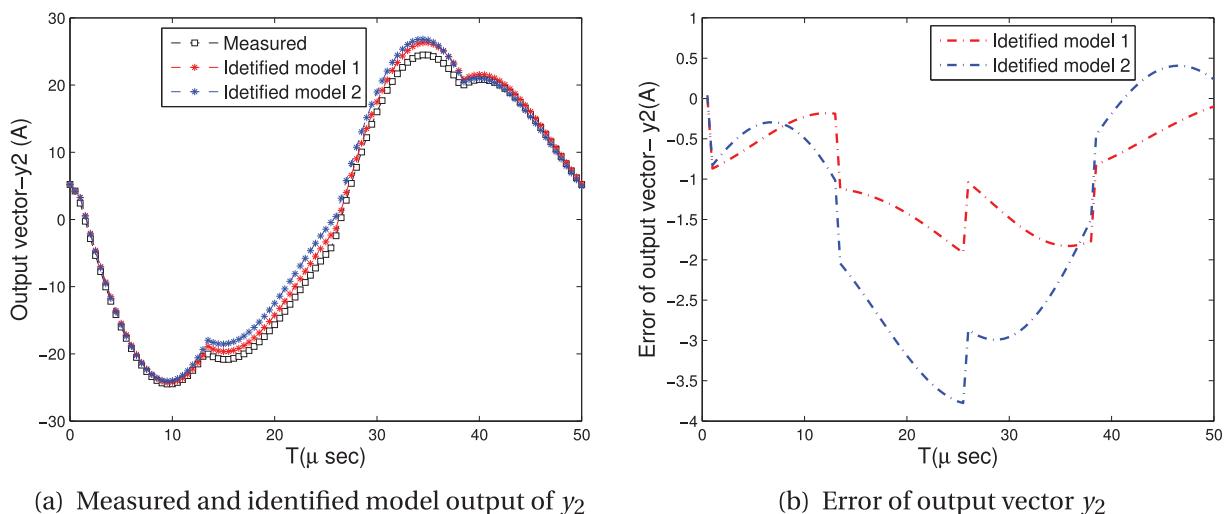 30
20
10
0
−10
−20
−30
0
10
20
30
40
50
Output vector−y2 (A)
T(μ sec)
Measured
Idetified model 1
Idetified model 2
(a) Measured and identified model output of y2
1
0.5
0
−0.5
−1
−1.5
−2
−2.5
−3
−3.5
−4
0
10
20
30
40
50
Error of output vector− y2(A)
T(μ sec)
Idetified model 1
Idetified model 2
(b) Error of output vector y2